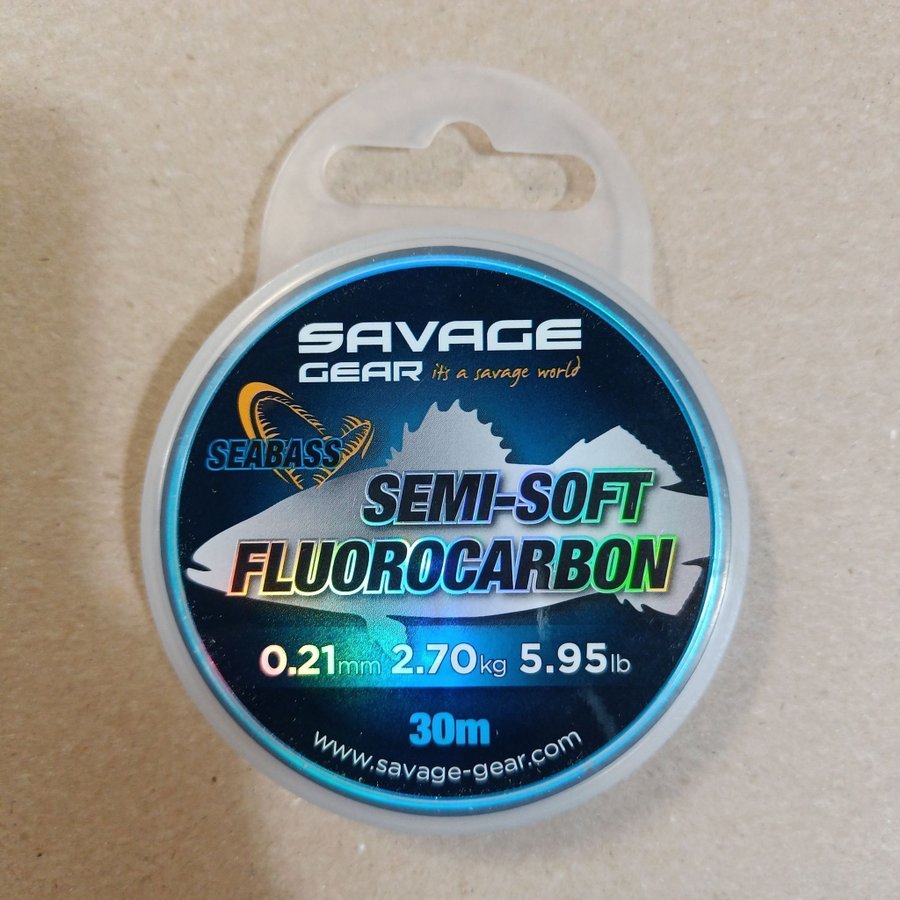 SAVAGE
GEAR it's a savage world
SEABASS
SEMI-SOFT
FLUOROCARBON
0.21mm 2.70kg 5.95lb
30m
www.savage-gear.com